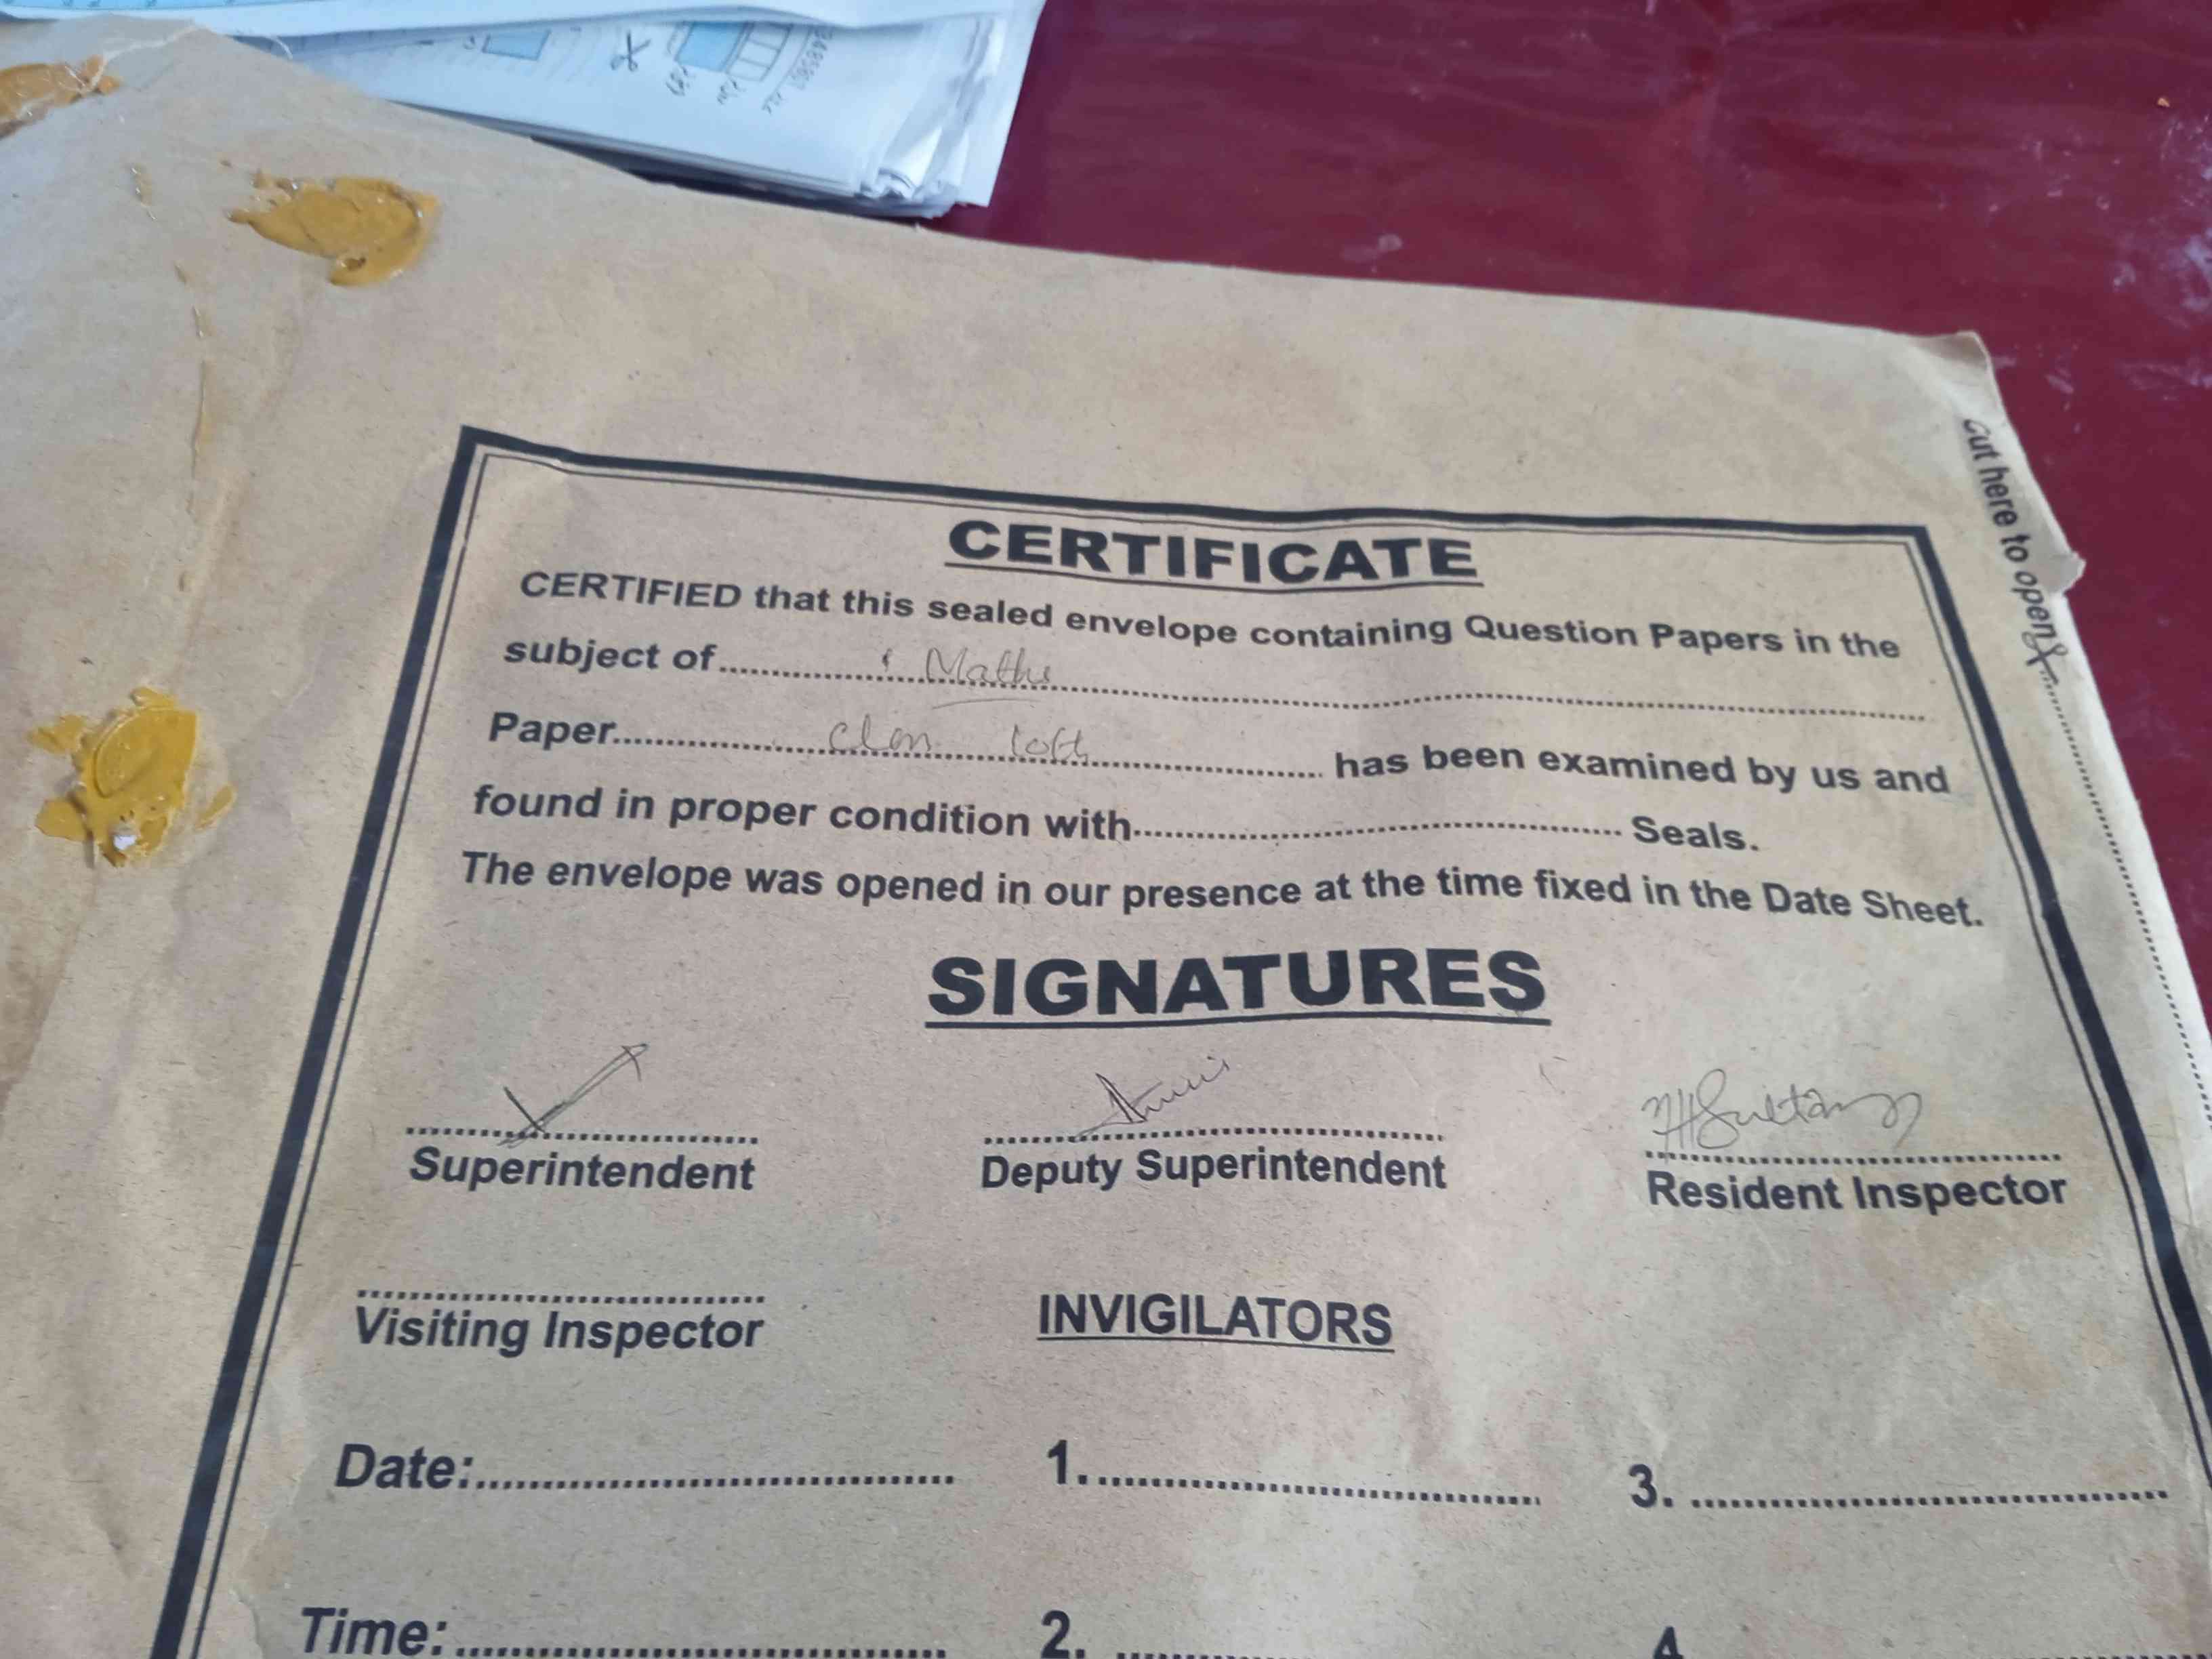 CERTIFICATE
CERTIFIED that this sealed envelope containing Question Papers in the
subject of........Maths........
Paper........class 10th........has been examined by us and
found in proper condition with................Seals.
The envelope was opened in our presence at the time fixed in the Date Sheet.
SIGNATURES
Superintendent Deputy Superintendent Resident Inspector
Visiting Inspector INVIGILATORS
Date:................ 1................. 3.................
Time:................ 2................. 4
Cut here to open